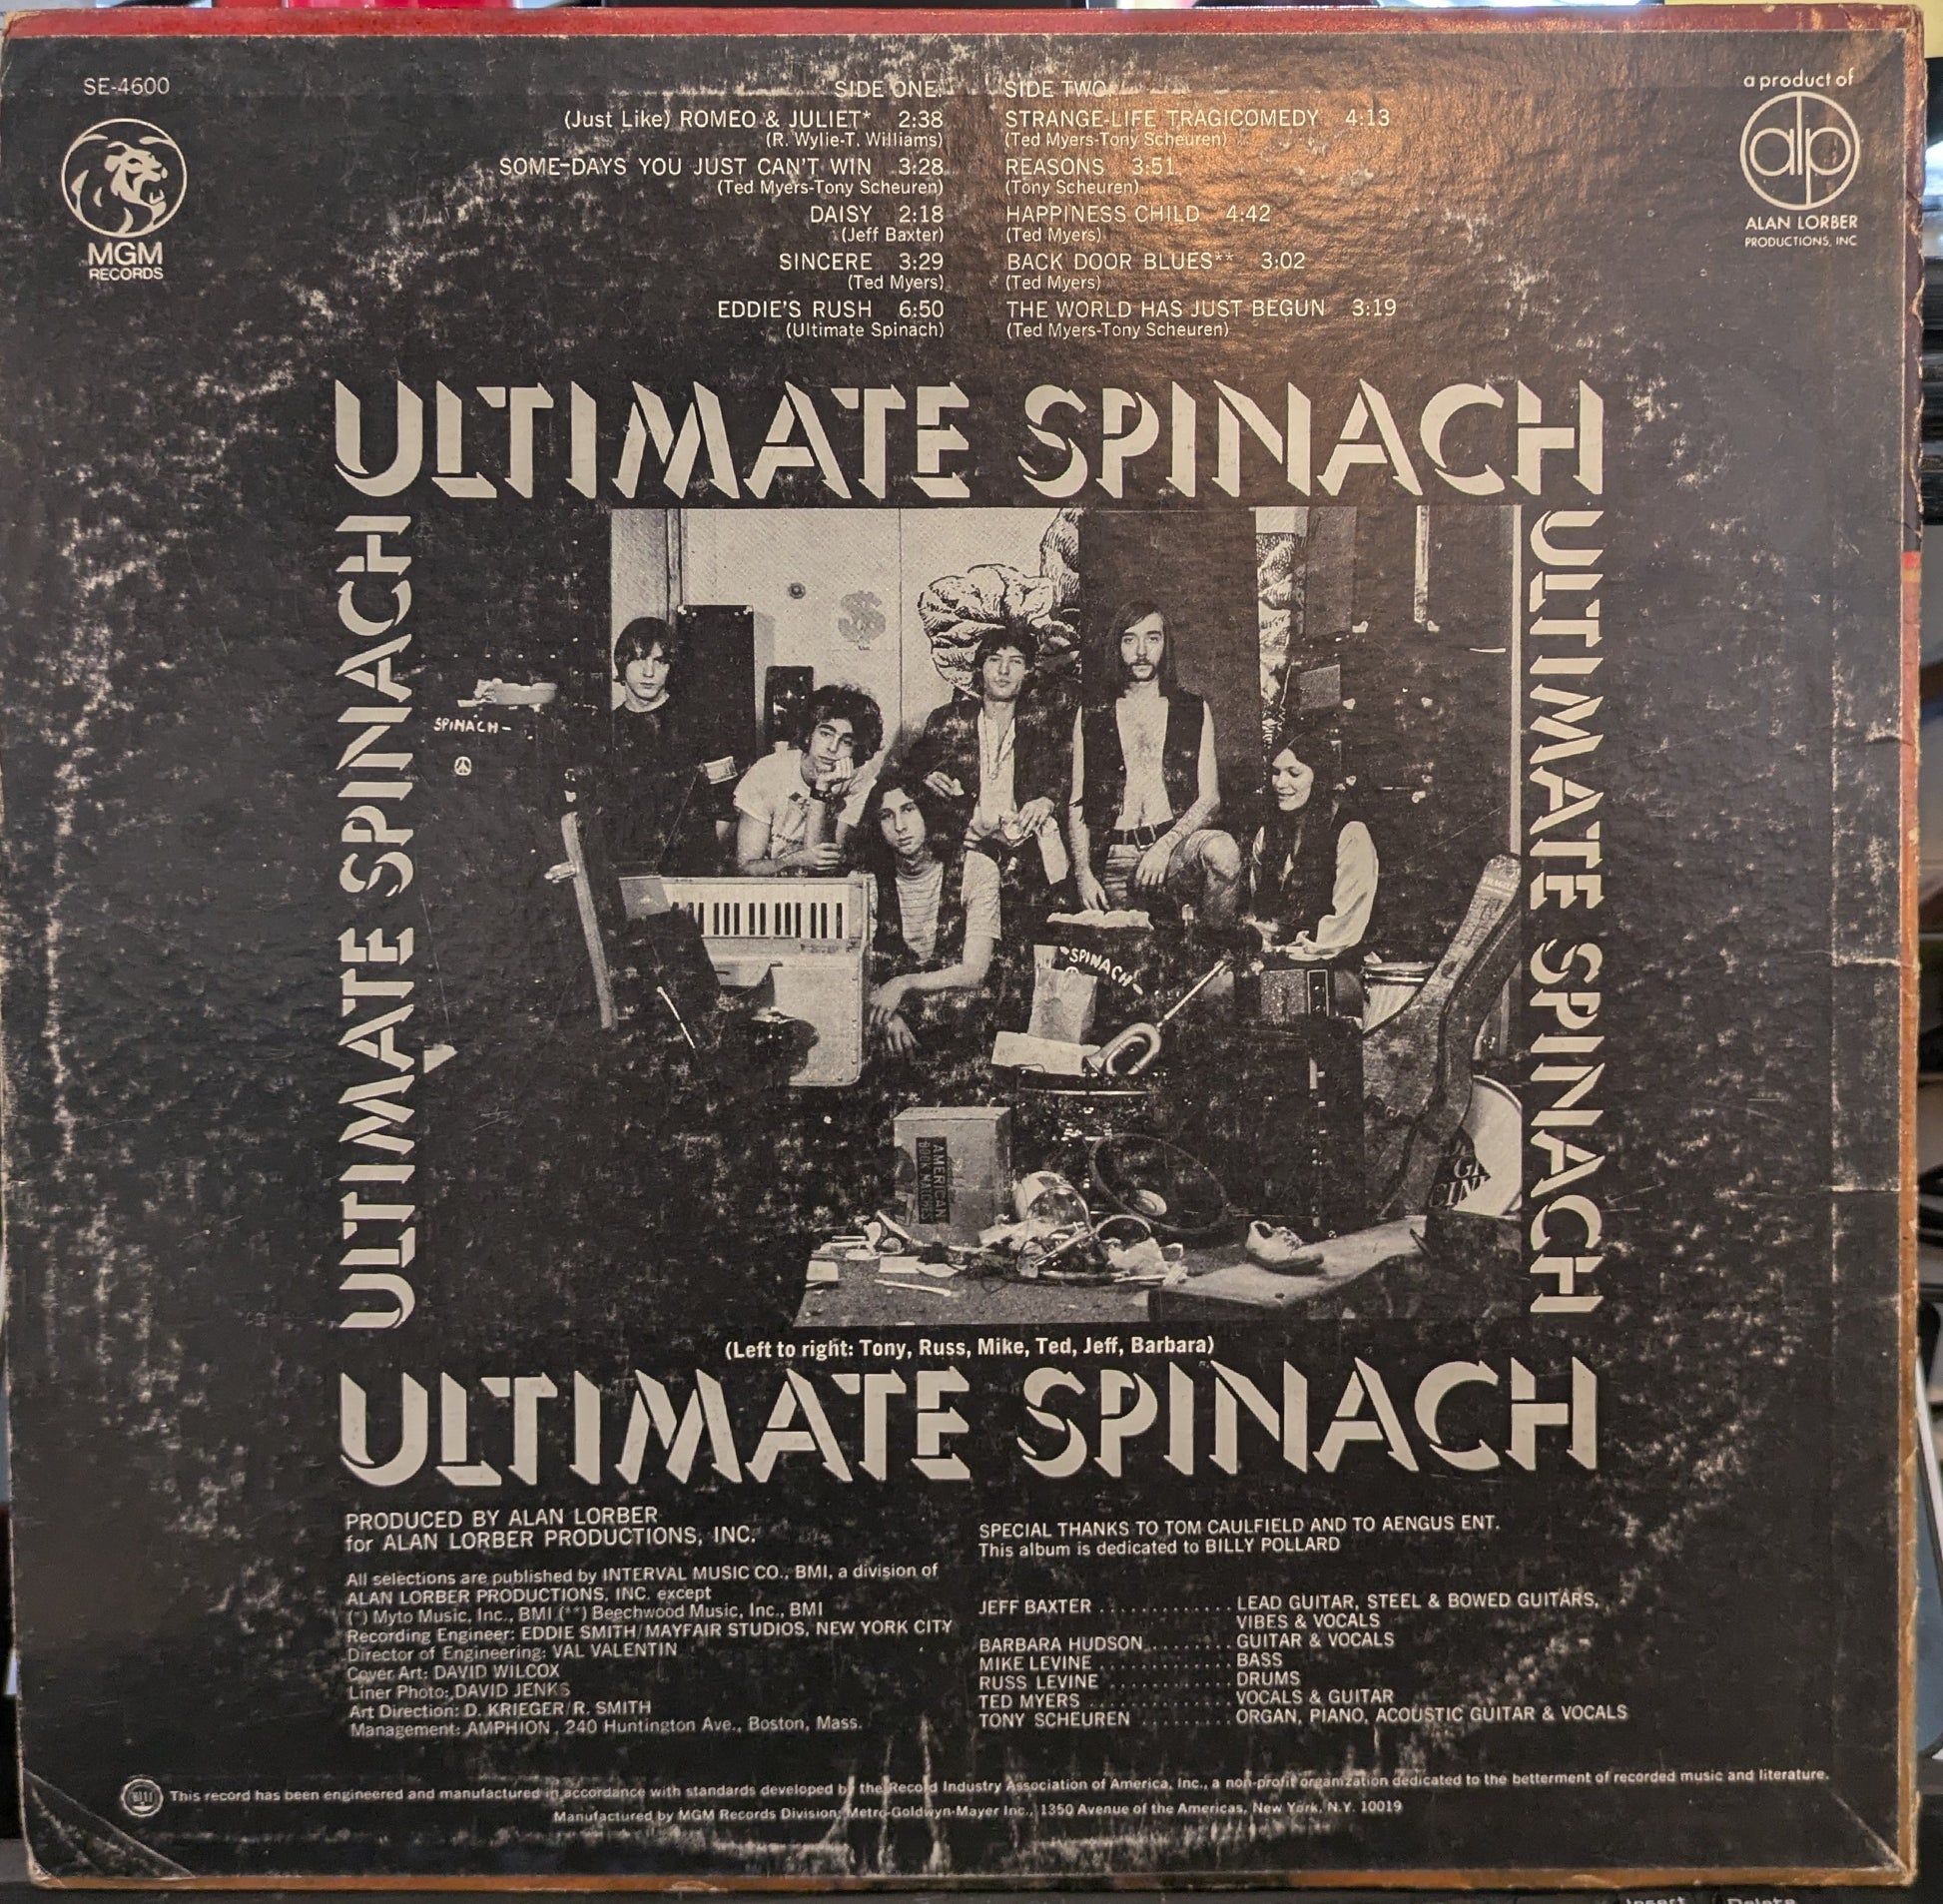 SE-4600
MGM
RECORDS
a product of
alp
ALAN LORBER
PRODUCTIONS, INC
SIDE ONE:
(Just Like) ROMEO & JULIET* 2:38
(R. Wylie-T. Williams)
SOME-DAYS YOU JUST CAN'T WIN 3:28
(Ted Myers-Tony Scheuren)
DAISY 2:18
(Jeff Baxter)
SINCERE 3:29
(Ted Myers)
EDDIE'S RUSH 6:50
(Ultimate Spinach)
SIDE TWO
STRANGE-LIFE TRAGICOMEDY 4:13
(Ted Myers-Tony Scheuren)
REASONS 3:51
(Tony Scheuren)
HAPPINESS CHILD 4:42
(Ted Myers)
BACK DOOR BLUES** 3:02
(Ted Myers)
THE WORLD HAS JUST BEGUN 3:19
(Ted Myers-Tony Scheuren)
ULTIMATE SPINACH
ULTIMATE SPINACH
ULTIMATE SPINACH
SPINACH-
S
"SPINACH"-
AMERICAN
(Left to right: Tony, Russ, Mike, Ted, Jeff, Barbara)
ULTIMATE SPINACH
PRODUCED BY ALAN LORBER
for ALAN LORBER PRODUCTIONS, INC.
All selections are published by INTERVAL MUSIC CO., BMI, a division of
ALAN LORBER PRODUCTIONS, INC. except
(*) Myto Music, Inc., BMI (**) Beechwood Music, Inc., BMI
Recording Engineer: EDDIE SMITH/MAYFAIR STUDIOS, NEW YORK CITY
Director of Engineering: VAL VALENTIN
Cover Art: DAVID WILCOX
Liner Photo: DAVID JENKS
Art Direction: D. KRIEGER/R. SMITH
Management: AMPHION, 240 Huntington Ave., Boston, Mass.
SPECIAL THANKS TO TOM CAULFIELD AND TO AENGUS ENT.
This album is dedicated to BILLY POLLARD
JEFF BAXTER ............. LEAD GUITAR, STEEL & BOWED GUITARS,
VIBES & VOCALS
BARBARA HUDSON ........ GUITAR & VOCALS
MIKE LEVINE ............. BASS
RUSS LEVINE ............ DRUMS
TED MYERS .............. VOCALS & GUITAR
TONY SCHEUREN ......... ORGAN, PIANO, ACOUSTIC GUITAR & VOCALS
This record has been engineered and manufactured in accordance with standards developed by the Record Industry Association of America, Inc., a non-profit organization dedicated to the betterment of recorded music and literature.
Manufactured by MGM Records Division, Metro-Goldwyn-Mayer Inc., 1350 Avenue of the Americas, New York, N.Y. 10019
Insert
Delete